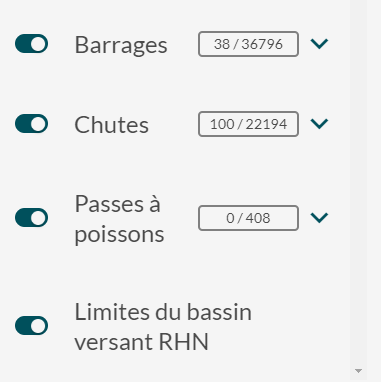 Barrages 38 / 36796
Chutes 100 / 22194
Passes à
poissons 0 / 408
Limites du bassin
versant RHN